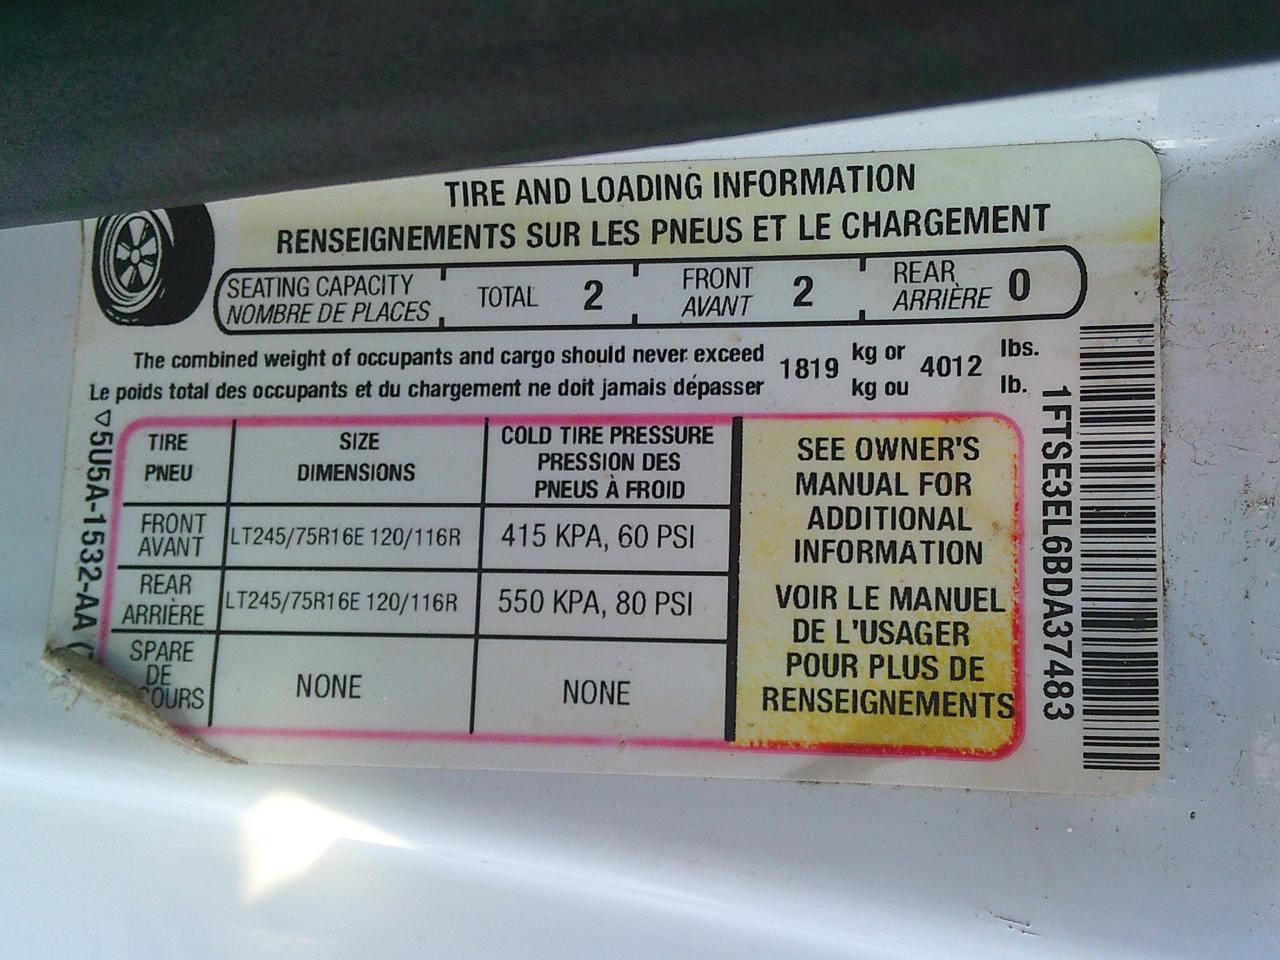 TIRE AND LOADING INFORMATION
RENSEIGNEMENTS SUR LES PNEUS ET LE CHARGEMENT
SEATING CAPACITY TOTAL 2 FRONT 2 REAR 0
NOMBRE DE PLACES AVANT ARRIÈRE
The combined weight of occupants and cargo should never exceed 1819 kg or 4012 lbs.
Le poids total des occupants et du chargement ne doit jamais dépasser kg ou lb.
TIRE SIZE COLD TIRE PRESSURE
PNEU DIMENSIONS PRESSION DES
PNEUS À FROID
FRONT LT245/75R16E 120/116R 415 KPA, 60 PSI
AVANT
REAR LT245/75R16E 120/116R 550 KPA, 80 PSI
ARRIÈRE
SPARE NONE NONE
DE
SEE OWNER'S
MANUAL FOR
ADDITIONAL
INFORMATION
VOIR LE MANUEL
DE L'USAGER
POUR PLUS DE
RENSEIGNEMENTS
5U5A-1532-AA
1FTSE3EL6BDA37483